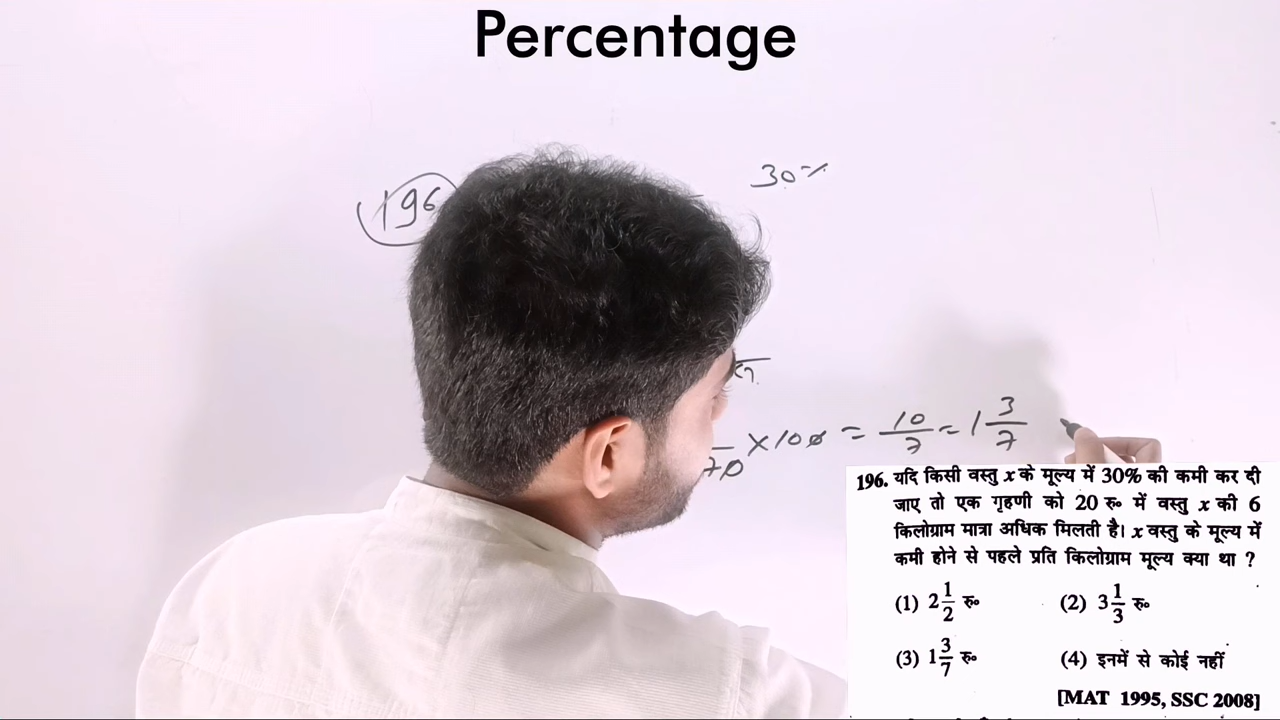 Percentage
196
30%
70 × 100 = 10/7 = 1 3/7
196. यदि किसी वस्तु x के मूल्य में 30% की कमी कर दी
जाए तो एक गृहणी को 20 रु० में वस्तु x की 6
किलोग्राम मात्रा अधिक मिलती है। x वस्तु के मूल्य में
कमी होने से पहले प्रति किलोग्राम मूल्य क्या था ?
(1) 2 1/2 रु० (2) 3 1/3 रु०
(3) 1 3/7 रु० (4) इनमें से कोई नहीं
[MAT 1995, SSC 2008]